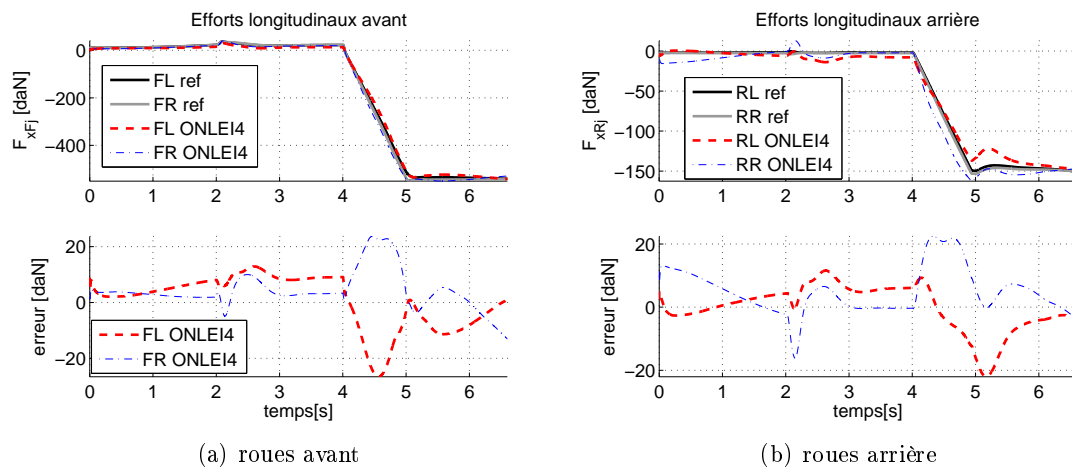 Efforts longitudinaux avant
F_xFj [daN]
0
−200
−400
FL ref
FR ref
FL ONLEI4
FR ONLEI4
0 1 2 3 4 5 6
erreur [daN]
20
0
−20
FL ONLEI4
FR ONLEI4
0 1 2 3 4 5 6
temps[s]
(a) roues avant
Efforts longitudinaux arrière
F_xRj [daN]
0
−50
−100
−150
RL ref
RR ref
RL ONLEI4
RR ONLEI4
0 1 2 3 4 5 6
erreur [daN]
20
0
−20
0 1 2 3 4 5 6
temps[s]
(b) roues arrière